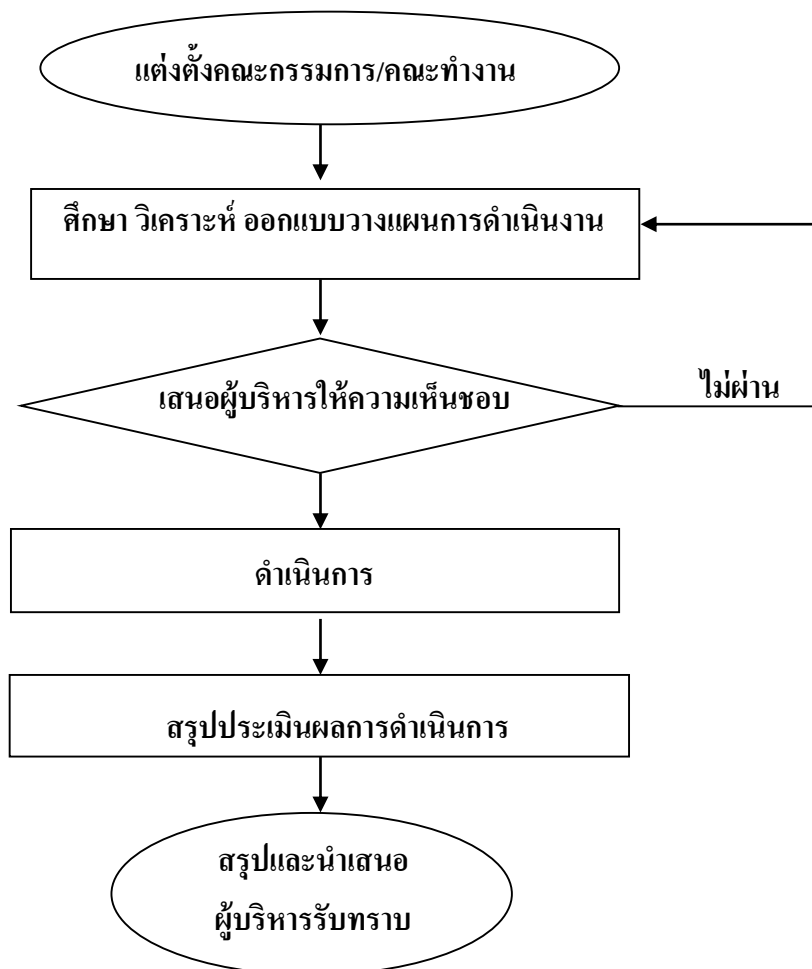 แต่งตั้งคณะกรรมการ/คณะทำงาน
ศึกษา วิเคราะห์ ออกแบบวางแผนการดำเนินงาน
เสนอผู้บริหารให้ความเห็นชอบ
ไม่ผ่าน
ดำเนินการ
สรุปประเมินผลการดำเนินการ
สรุปและนำเสนอ
ผู้บริหารรับทราบ